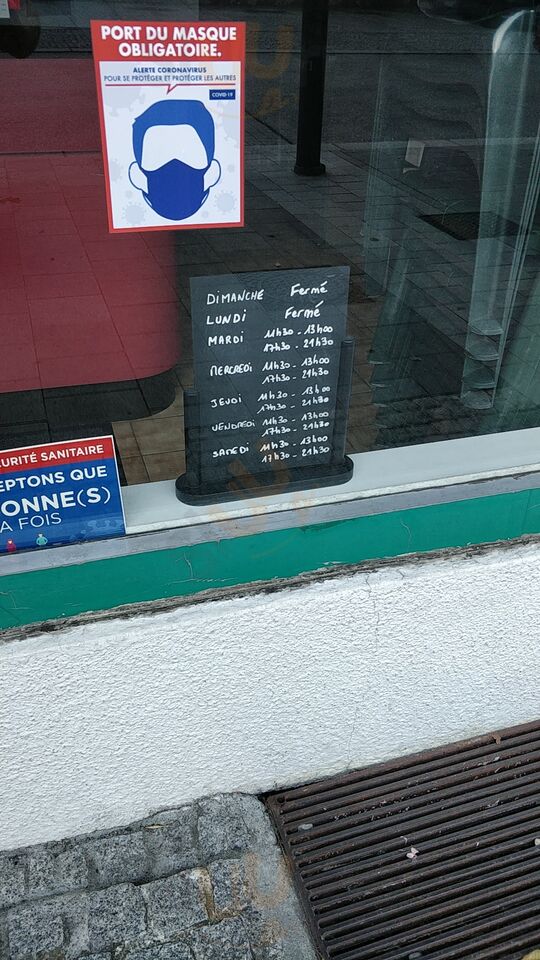 PORT DU MASQUE
OBLIGATOIRE.
ALERTE CORONAVIRUS
POUR SE PROTÉGER ET PROTÉGER LES AUTRES
COVID-19
DIMANCHE Fermé
LUNDI Fermé
MARDI 11h30 - 13h00
17h30 - 21h30
MERCREDI 11h30 - 13h00
17h30 - 21h30
JEUDI 11h30 - 13h00
17h30 - 21h30
VENDREDI 11h30 - 13h00
17h30 - 21h30
SAMEDI 11h30 - 13h00
17h30 - 21h30
CURITÉ SANITAIRE
EPTONS QUE
ONNE(S)
A FOIS